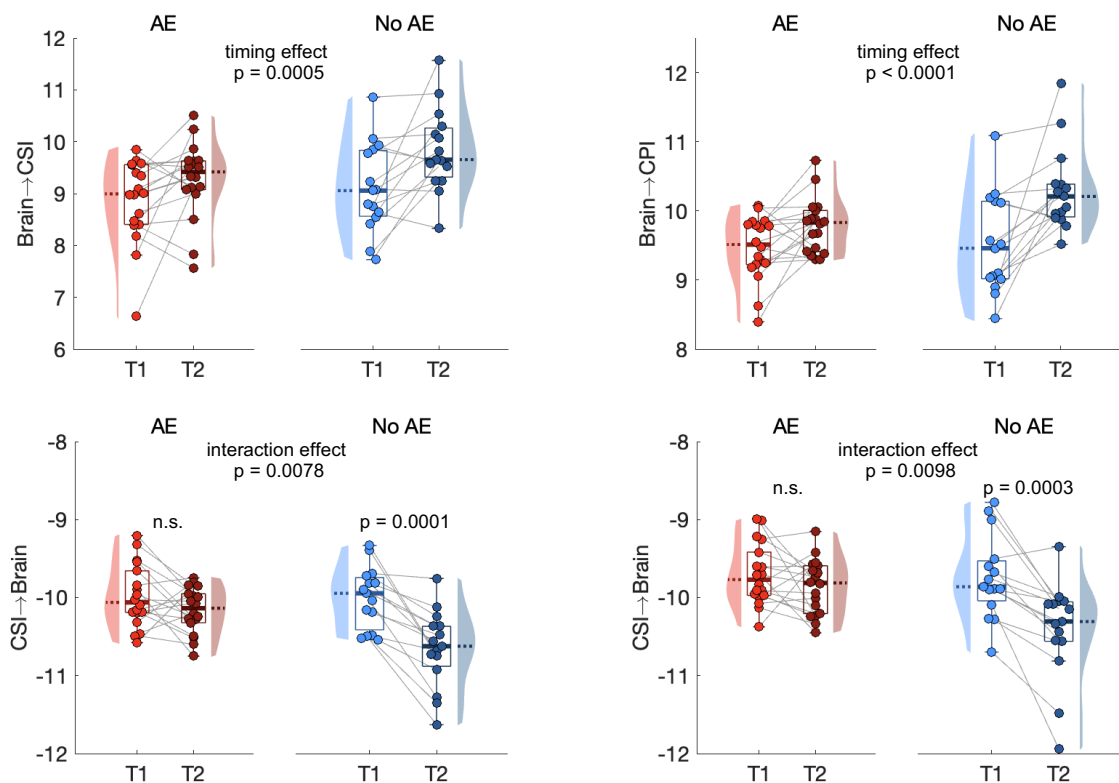 AE
No AE
timing effect
p = 0.0005
12
11
10
9
8
7
6
Brain→CSI
T1
T2
T1
T2
AE
No AE
timing effect
p < 0.0001
12
11
10
9
8
Brain→CPI
T1
T2
T1
T2
AE
No AE
interaction effect
p = 0.0078
n.s.
p = 0.0001
-8
-9
-10
-11
-12
CSI→Brain
T1
T2
T1
T2
AE
No AE
interaction effect
p = 0.0098
n.s.
p = 0.0003
-8
-9
-10
-11
-12
CSI→Brain
T1
T2
T1
T2